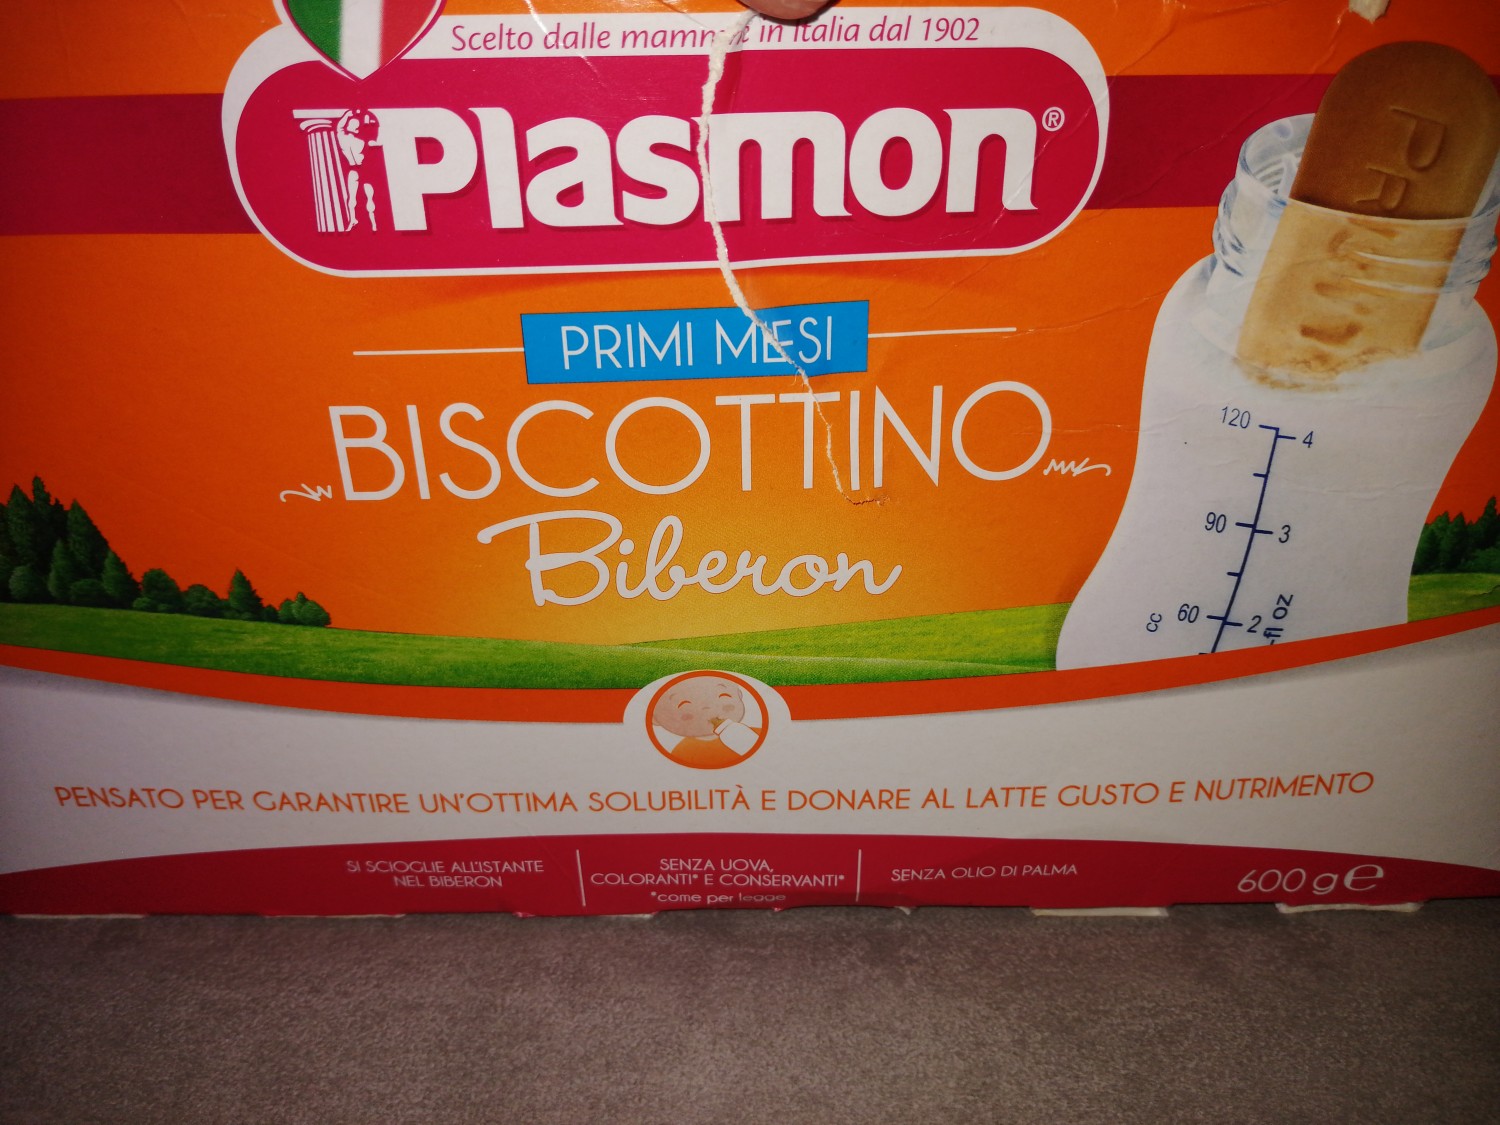 Scelto dalle mamme in Italia dal 1902
Plasmon®
PRIMI MESI
BISCOTTINO
Biberon
PR
120 4
90 3
cc 60 2 fl oz
PENSATO PER GARANTIRE UN'OTTIMA SOLUBILITÀ E DONARE AL LATTE GUSTO E NUTRIMENTO
SI SCIOGLIE ALL'ISTANTE
NEL BIBERON
SENZA UOVA,
COLORANTI* E CONSERVANTI*
*come per legge
SENZA OLIO DI PALMA
600 g e